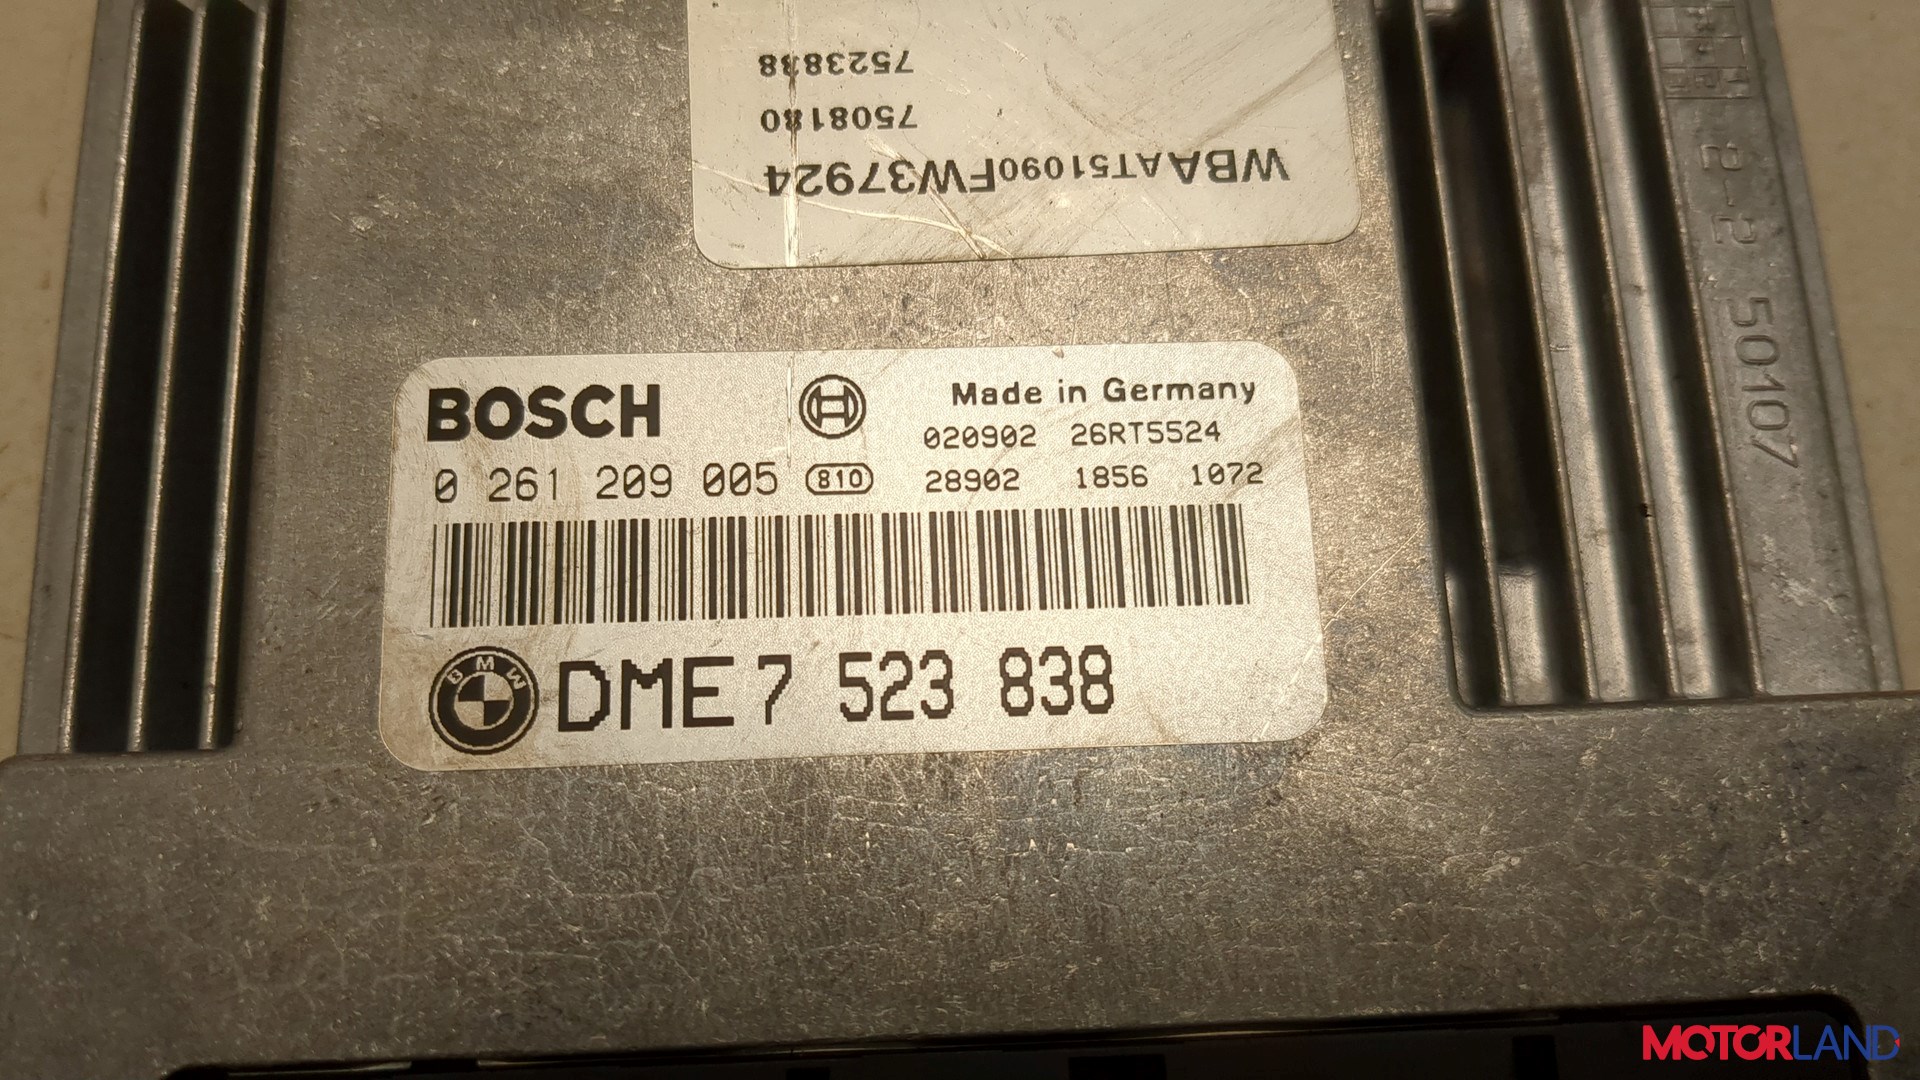 7523838
7508180
WBAAT51090FW37924
2-2 50107
BOSCH
Made in Germany
020902 26RT5524
0 261 209 005 810 28902 1856 1072
BMW
DME 7 523 838
MOTORLAND